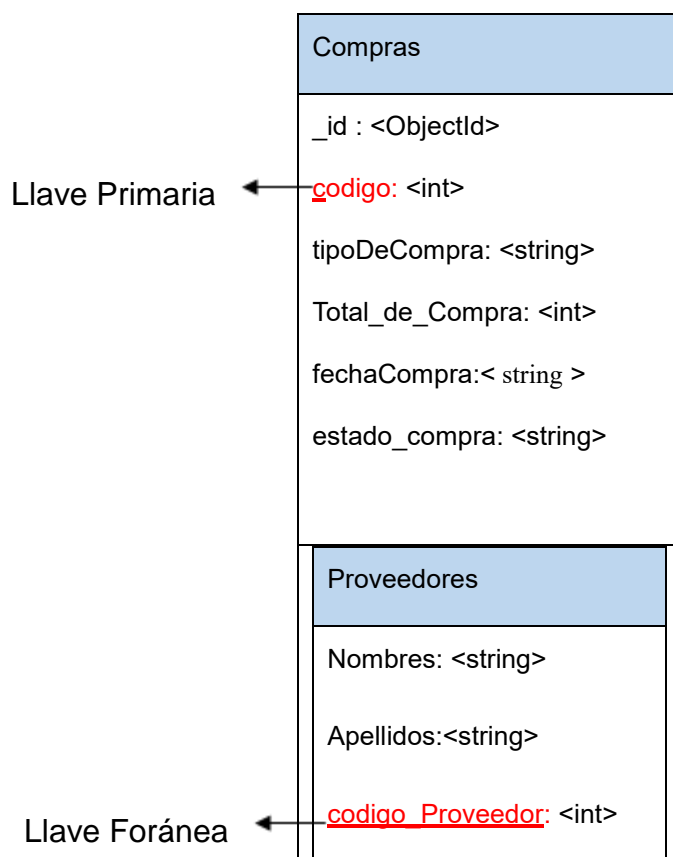 Compras
_id : <ObjectId>
Llave Primaria
codigo: <int>
tipoDeCompra: <string>
Total_de_Compra: <int>
fechaCompra:< string >
estado_compra: <string>
Proveedores
Nombres: <string>
Apellidos:<string>
Llave Foránea
codigo_Proveedor: <int>